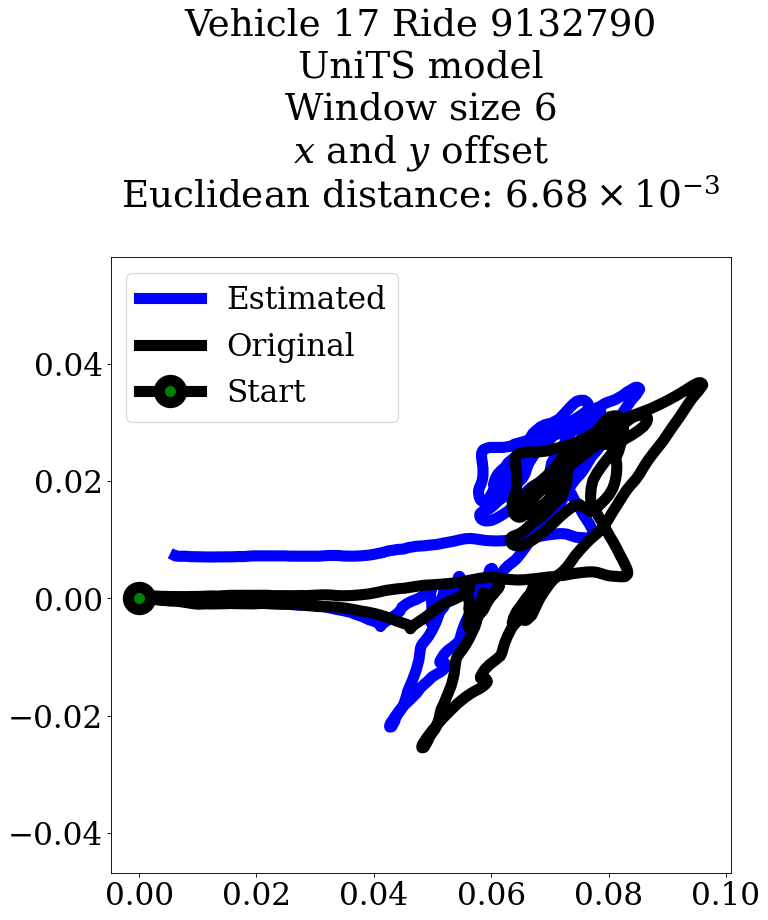 Vehicle 17 Ride 9132790
UniTS model
Window size 6
x and y offset
Euclidean distance: 6.68 × 10⁻³
Estimated
Original
Start
0.04
0.02
0.00
−0.02
−0.04
0.00 0.02 0.04 0.06 0.08 0.10